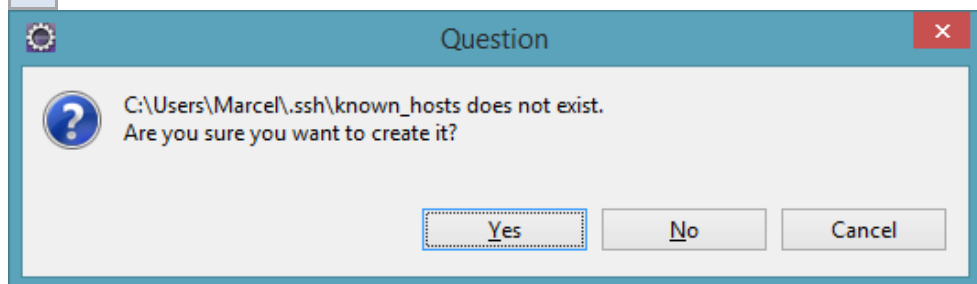 Question
C:\Users\Marcel\.ssh\known_hosts does not exist.
Are you sure you want to create it?
Yes
No
Cancel